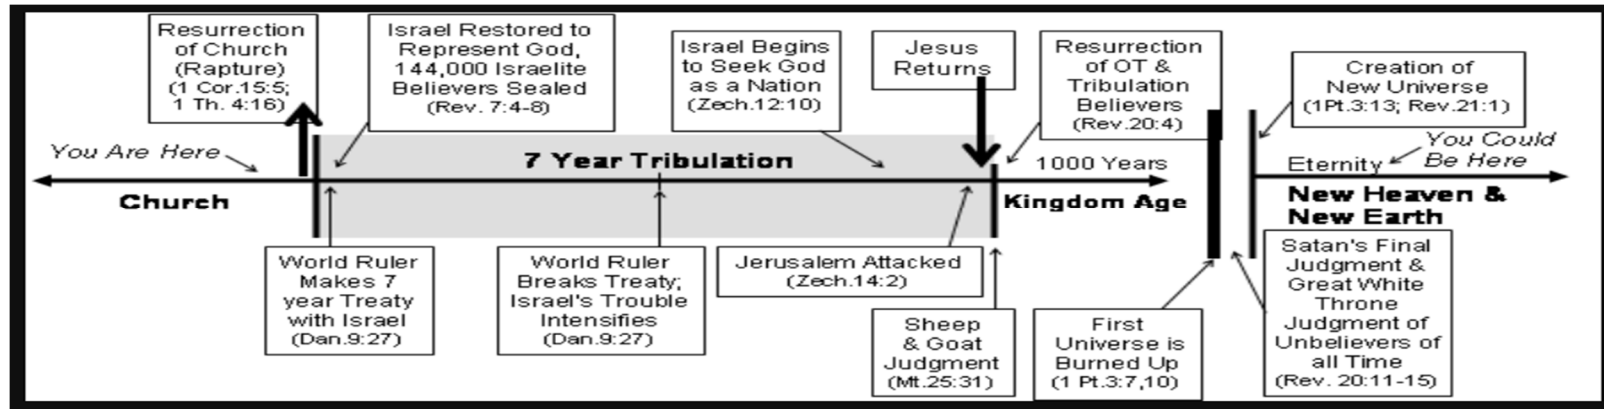 Resurrection
of Church
(Rapture)
(1 Cor.15:5;
1 Th. 4:16)
Israel Restored to
Represent God,
144,000 Israelite
Believers Sealed
(Rev. 7:4-8)
Israel Begins
to Seek God
as a Nation
(Zech.12:10)
Jesus
Returns
Resurrection
of OT &
Tribulation
Believers
(Rev.20:4)
Creation of
New Universe
(1Pt.3:13; Rev.21:1)
You Are Here
7 Year Tribulation
1000 Years
Eternity
You Could
Be Here
Church
Kingdom Age
New Heaven &
New Earth
World Ruler
Makes 7
year Treaty
with Israel
(Dan.9:27)
World Ruler
Breaks Treaty;
Israel's Trouble
Intensifies
(Dan.9:27)
Jerusalem Attacked
(Zech.14:2)
Sheep
& Goat
Judgment
(Mt.25:31)
First
Universe is
Burned Up
(1 Pt.3:7,10)
Satan's Final
Judgment &
Great White
Throne
Judgment of
Unbelievers of
all Time
(Rev. 20:11-15)